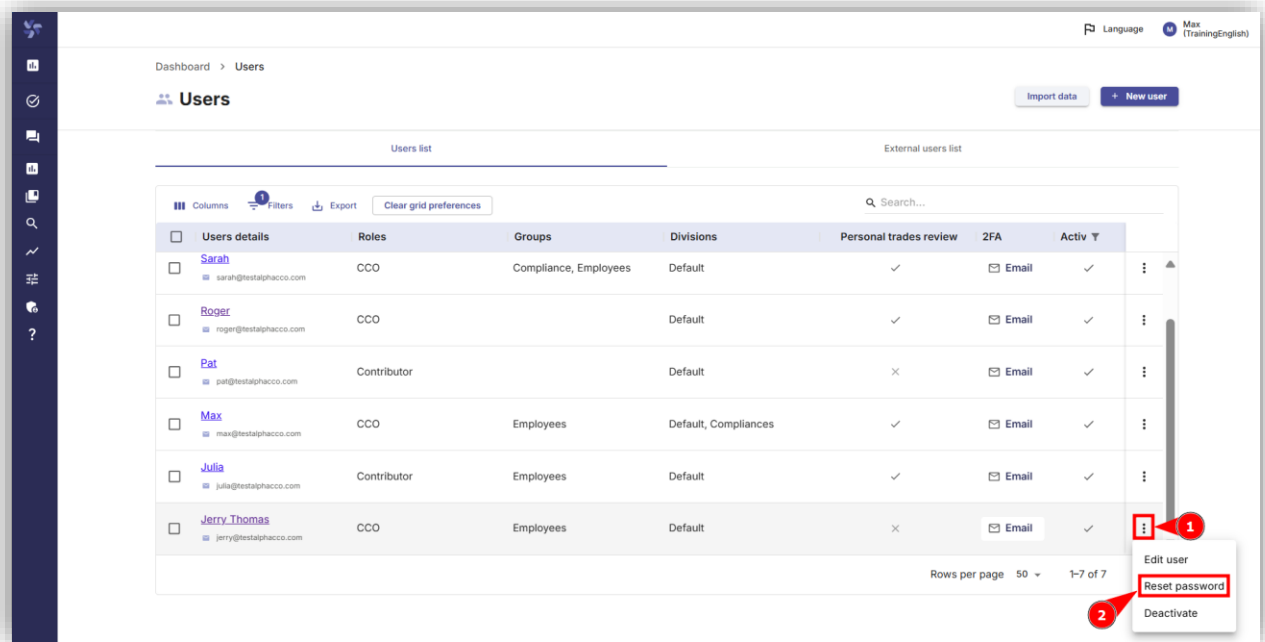 Language
M
Max
(TrainingEnglish)
Dashboard > Users
Users
Import data
+ New user
Users list
External users list
Columns
1
Filters
Export
Clear grid preferences
Search...
Users details Roles Groups Divisions Personal trades review 2FA Activ
Sarah
sarah@testalphacco.com
CCO Compliance, Employees Default Email
Roger
roger@testalphacco.com
CCO Default Email
Pat
pat@testalphacco.com
Contributor Default Email
Max
max@testalphacco.com
CCO Employees Default, Compliances Email
Julia
julia@testalphacco.com
Contributor Employees Default Email
Jerry Thomas
jerry@testalphacco.com
CCO Employees Default Email
1
Rows per page 50 1–7 of 7
Edit user
Reset password
2
Deactivate
?